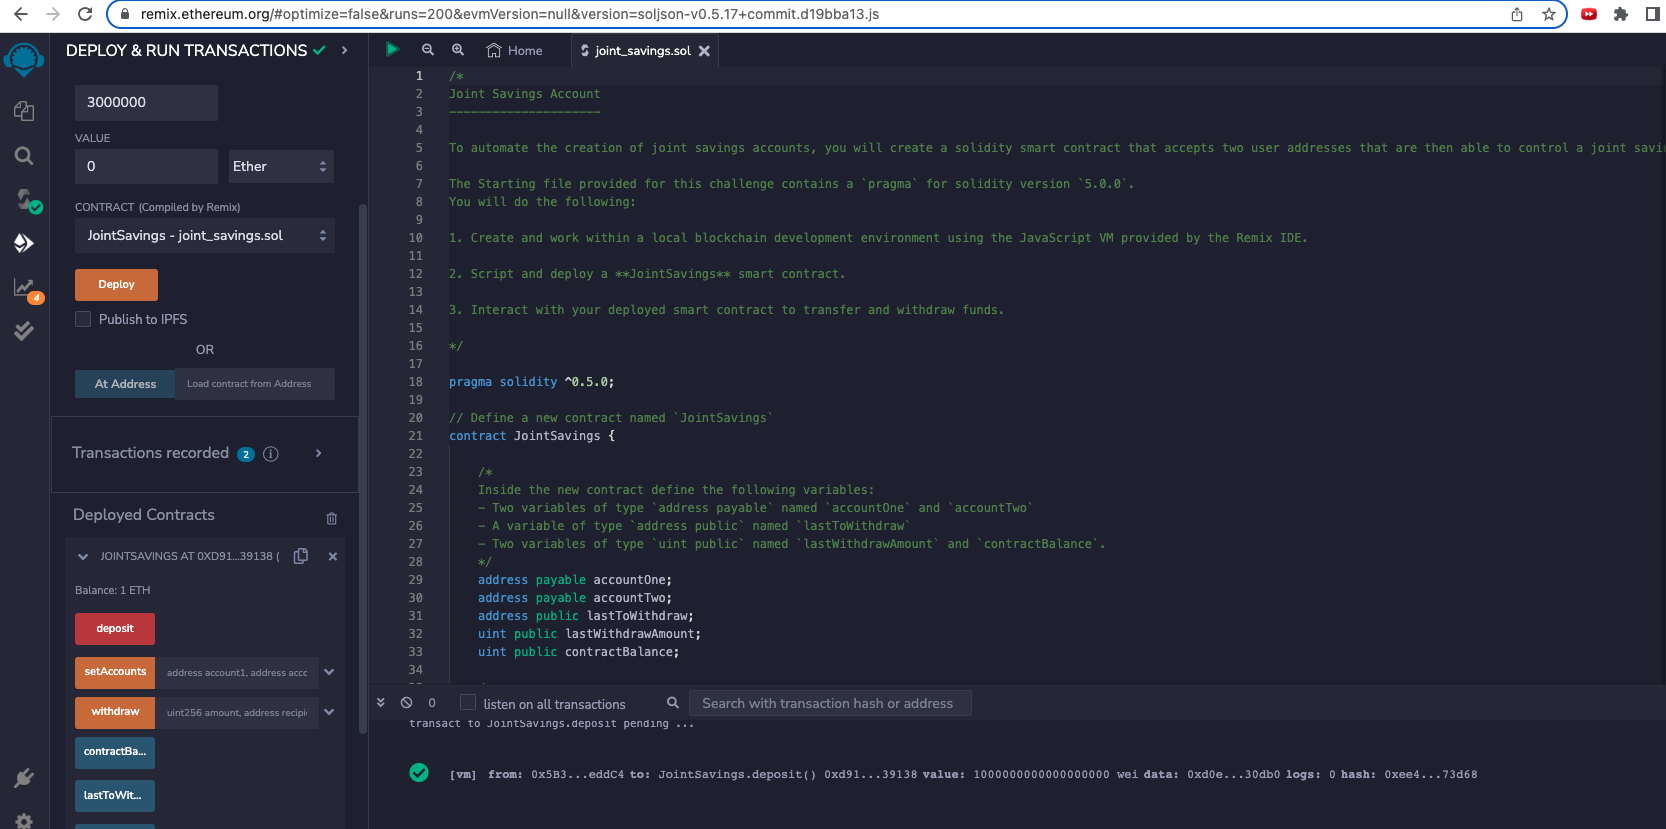 remix.ethereum.org/#optimize=false&runs=200&evmVersion=null&version=soljson-v0.5.17+commit.d19bba13.js
DEPLOY & RUN TRANSACTIONS
3000000
VALUE
0
Ether
CONTRACT (Compiled by Remix)
JointSavings - joint_savings.sol
Deploy
Publish to IPFS
OR
At Address
Load contract from Address
4
Transactions recorded 2 i
Deployed Contracts
JOINTSAVINGS AT 0XD91...39138 (
Balance: 1 ETH
deposit
setAccounts
address account1, address acc
withdraw
uint256 amount, address recipi
contractBa...
lastToWit...
Home
joint_savings.sol
1 /*
2 Joint Savings Account
3 ---------------------
4
5 To automate the creation of joint savings accounts, you will create a solidity smart contract that accepts two user addresses that are then able to control a joint savi
6
7 The Starting file provided for this challenge contains a `pragma` for solidity version `5.0.0`.
8 You will do the following:
9
10 1. Create and work within a local blockchain development environment using the JavaScript VM provided by the Remix IDE.
11
12 2. Script and deploy a **JointSavings** smart contract.
13
14 3. Interact with your deployed smart contract to transfer and withdraw funds.
15
16 */
17
18 pragma solidity ^0.5.0;
19
20 // Define a new contract named `JointSavings`
21 contract JointSavings {
22
23 /*
24 Inside the new contract define the following variables:
25 - Two variables of type `address payable` named `accountOne` and `accountTwo`
26 - A variable of type `address public` named `lastToWithdraw`
27 - Two variables of type `uint public` named `lastWithdrawAmount` and `contractBalance`.
28 */
29 address payable accountOne;
30 address payable accountTwo;
31 address public lastToWithdraw;
32 uint public lastWithdrawAmount;
33 uint public contractBalance;
34
0
listen on all transactions
Search with transaction hash or address
transact to JointSavings.deposit pending ...
[vm] from: 0x5B3...eddC4 to: JointSavings.deposit() 0xd91...39138 value: 1000000000000000000 wei data: 0xd0e...30db0 logs: 0 hash: 0xee4...73d68